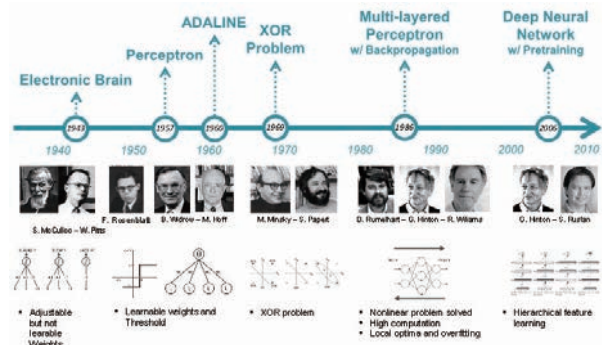 ADALINE
XOR
Problem
Multi-layered
Perceptron
w/ Backpropagation
Deep Neural
Network
w/ Pretraining
Perceptron
Electronic Brain
1943
1957
1960
1969
1986
2006
1940
1950
1960
1970
1980
1990
2000
2010
F. Rosenblatt
B. Widrow – M. Hoff
M. Minsky – S. Papert
D. Rumelhart – G. Hinton – R. Wiliams
G. Hinton – S. Ruslan
S. McCulloc – W. Pitts
• Adjustable
but not
learable
Weights
• Learnable weights and
Threshold
• XOR problem
• Nonlinear problem solved
• High computation
• Local optima and overfitting
• Hierarchical feature
learning